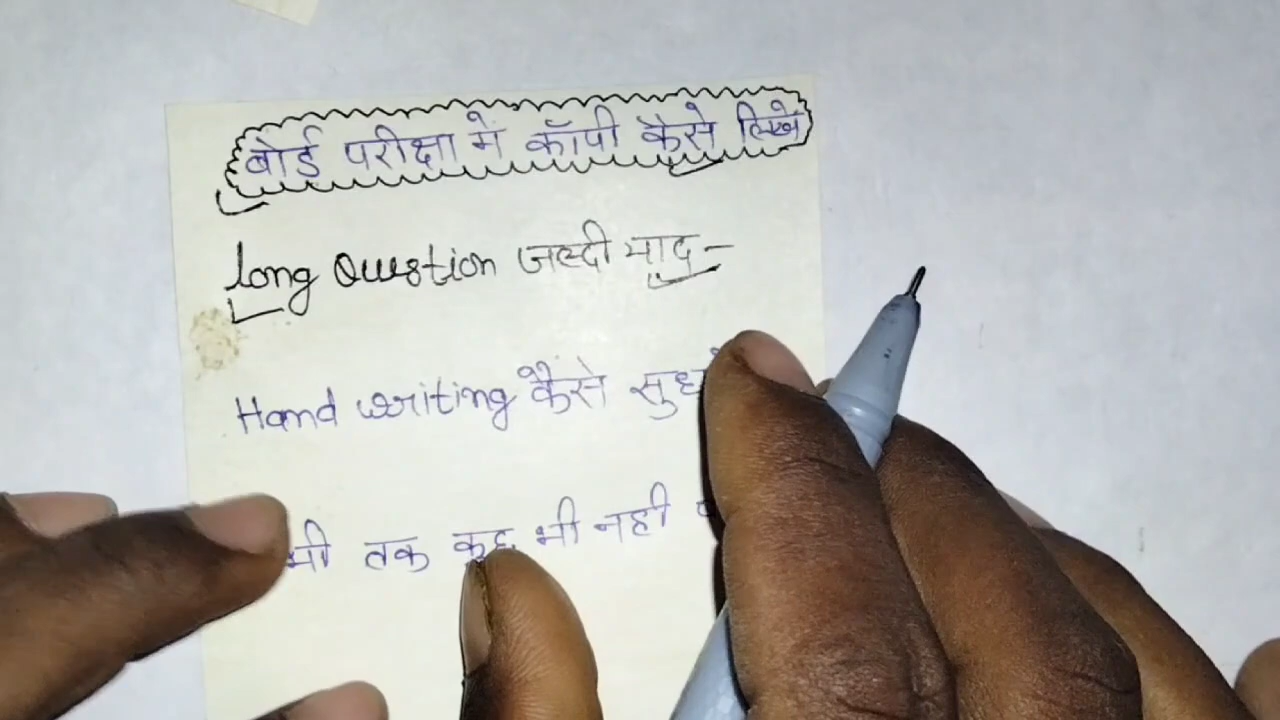 बोर्ड परीक्षा में कॉपी कैसे लिखें
long Question जल्दी याद -
Hand writing कैसे
तक कुछ भी नही